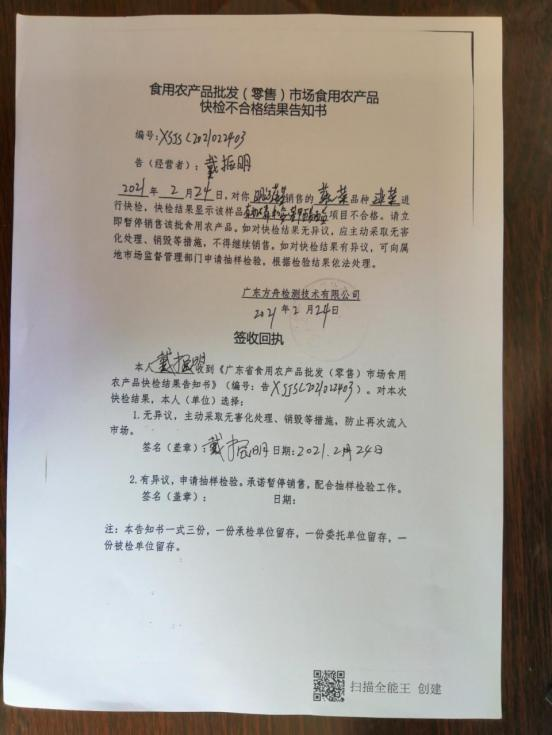 食用农产品批发（零售）市场食用农产品
快检不合格结果告知书
编号：XSJSL2021022403
告（经营者）：戴振明
2021年2月24日，对你 销售的蔬菜品种韭菜进
行快检，快检结果显示该样品 项目不合格。请立
即暂停销售该批食用农产品。如对快检结果无异议，应主动采取无害
化处理、销毁等措施，不得继续销售。如对快检结果有异议，可向属
地市场监督管理部门申请抽样检验，根据检验结果依法处理。
广东方舟检测技术有限公司
2021年2月24日
签收回执
本人戴振明收到《广东省食用农产品批发（零售）市场食用
农产品快检结果告知书》（编号：告XSJSL2021022403）。对本次
快检结果，本人（单位）选择：
1. 无异议，主动采取无害化处理、销毁等措施，防止再次流入
市场。
签名（盖章）：戴振明 日期：2021.2月24日
2. 有异议，申请抽样检验。承诺暂停销售，配合抽样检验工作。
签名（盖章）： 日期：
注：本告知书一式三份，一份承检单位留存，一份委托单位留存，一
份被检单位留存。
扫描全能王 创建